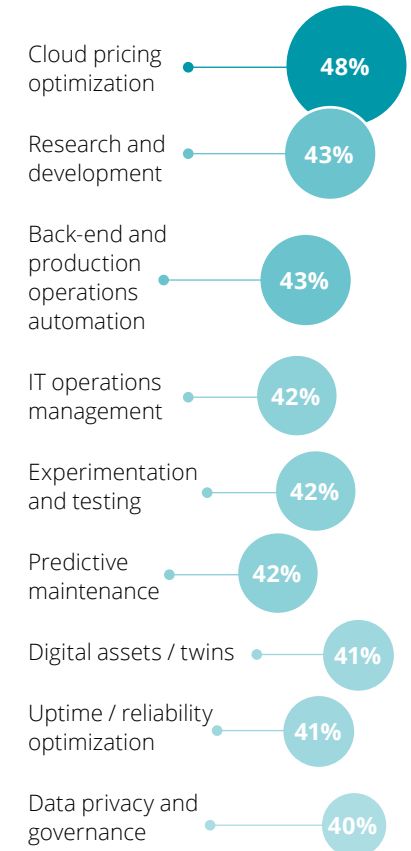 Cloud pricing
optimization
48%
Research and
development
43%
Back-end and
production
operations
automation
43%
IT operations
management
42%
Experimentation
and testing
42%
Predictive
maintenance
42%
Digital assets / twins
41%
Uptime / reliability
optimization
41%
Data privacy and
governance
40%